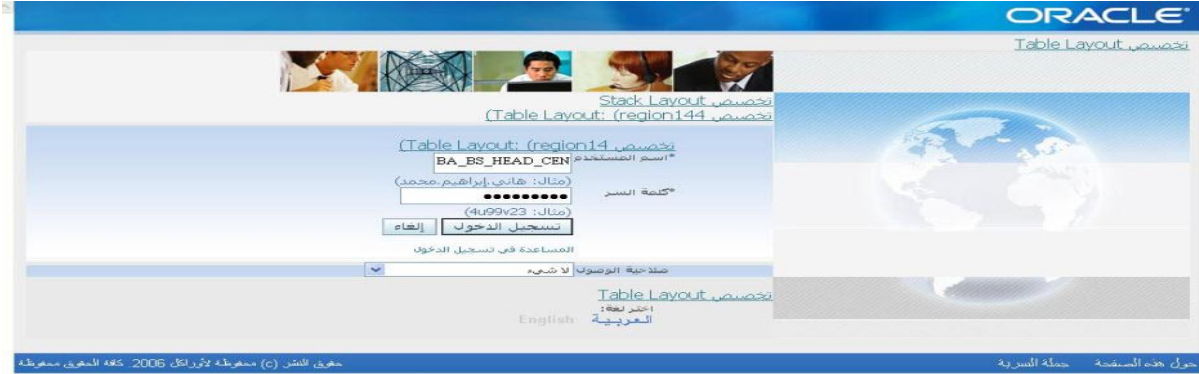 ORACLE
تخصيص Table Layout
تخصيص Stack Layout
تخصيص Table Layout: (region144)
تخصيص Table Layout: (region14)
*اسم المستخدم BA_BS_HEAD_CEN
(مثال: هاني.إبراهيم.محمد)
*كلمة السر •••••••••
(مثال: 4u99v23)
تسجيل الدخول إلغاء
المساعدة في تسجيل الدخول
صلاحية الوصول لا شيء
تخصيص Table Layout
اختر لغة:
العربية English
حول هذه الصفحة جملة السرية حقوق النشر (c) محفوظة لأوراكل 2006. كافة الحقوق محفوظة